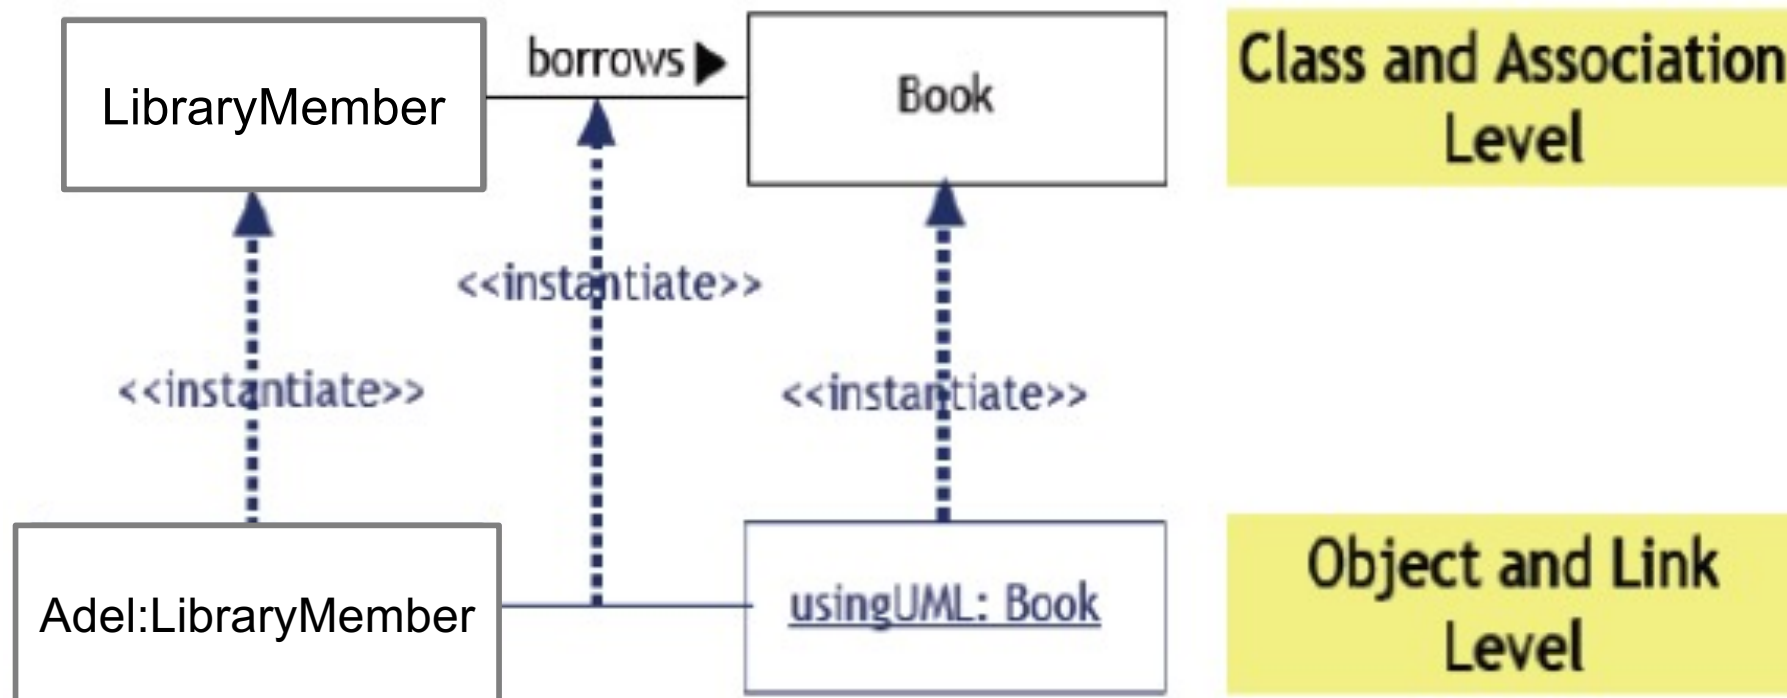 LibraryMember
borrows ▶
Book
Class and Association
Level
<<instantiate>>
<<instantiate>>
<<instantiate>>
Adel:LibraryMember
usingUML: Book
Object and Link
Level